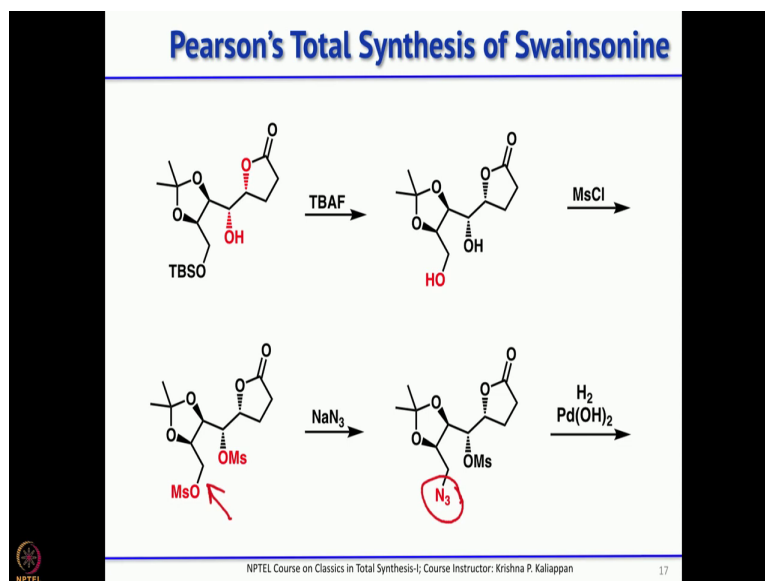 Pearson's Total Synthesis of Swainsonine
O
O
O
O
OH
TBSO
TBAF
O
O
O
O
OH
HO
MsCl
O
O
O
O
OMs
MsO
NaN3
O
O
O
O
OMs
N3
H2
Pd(OH)2
NPTEL
NPTEL Course on Classics in Total Synthesis-I; Course Instructor: Krishna P. Kaliappan
17